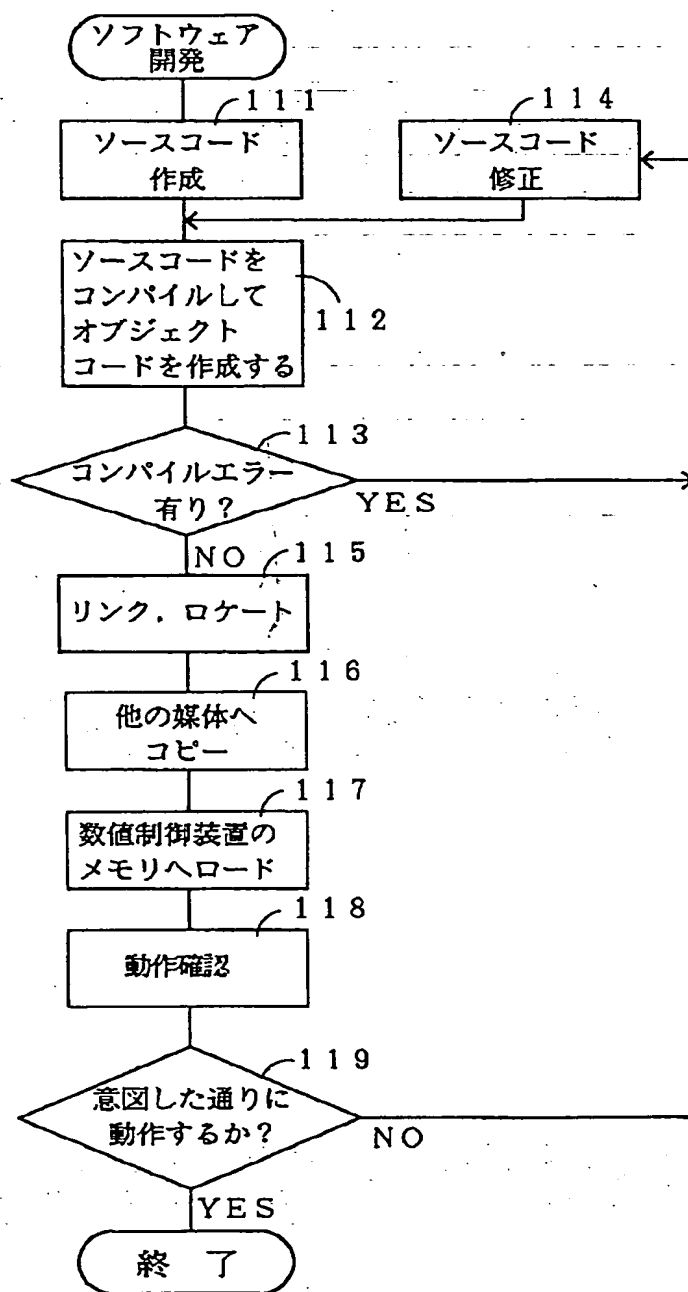 ソフトウェア
開発
111
ソースコード
作成
114
ソースコード
修正
ソースコードを
コンパイルして
オブジェクト
コードを作成する
112
113
コンパイルエラー
有り?
YES
NO
115
リンク，ロケート
116
他の媒体へ
コピー
117
数値制御装置の
メモリへロード
118
動作確認
119
意図した通りに
動作するか?
NO
YES
終 了